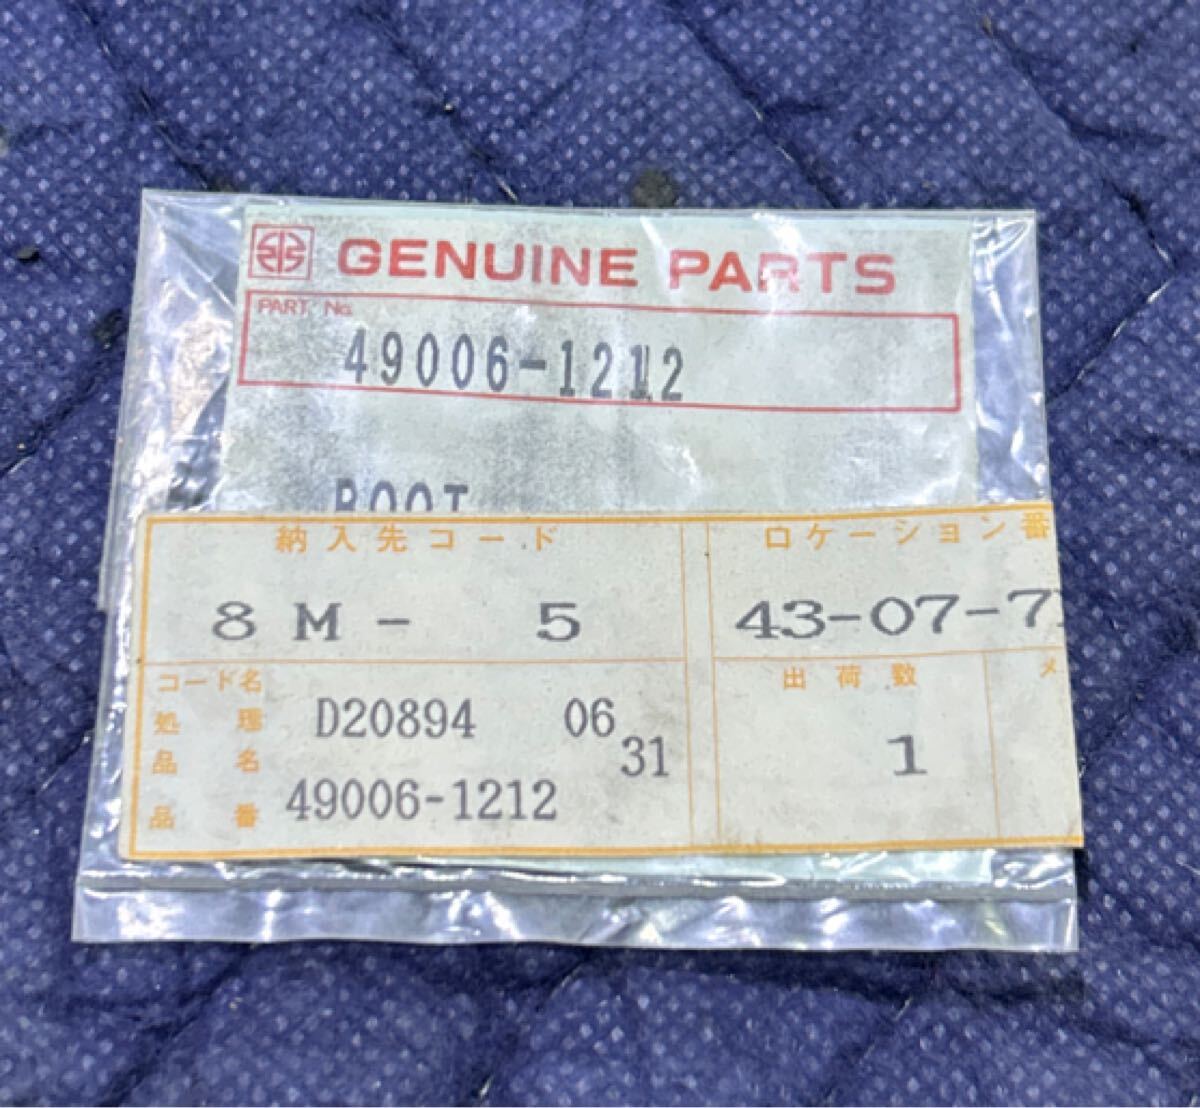 GENUINE PARTS
PART No.
49006-1212
BOOT
納入先コード
ロケーション番
8 M - 5
43-07-7
コード名
処理
D20894 06
品名
31
品番
49006-1212
出荷数
メ
1